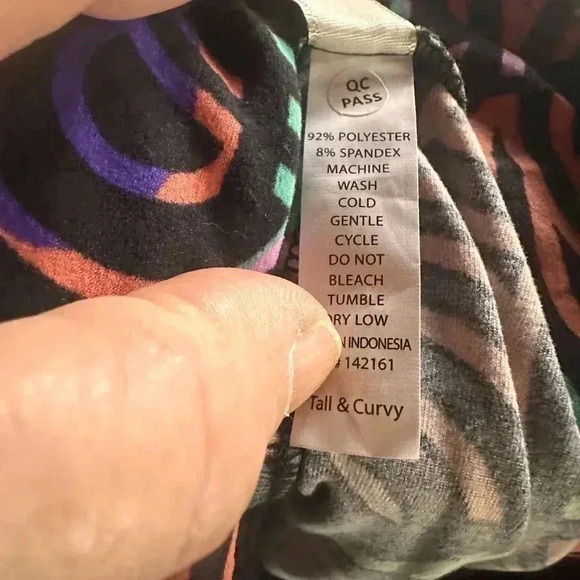 QC
PASS
92% POLYESTER
8% SPANDEX
MACHINE
WASH
COLD
GENTLE
CYCLE
DO NOT
BLEACH
TUMBLE
RY LOW
N INDONESIA
# 142161
Tall & Curvy